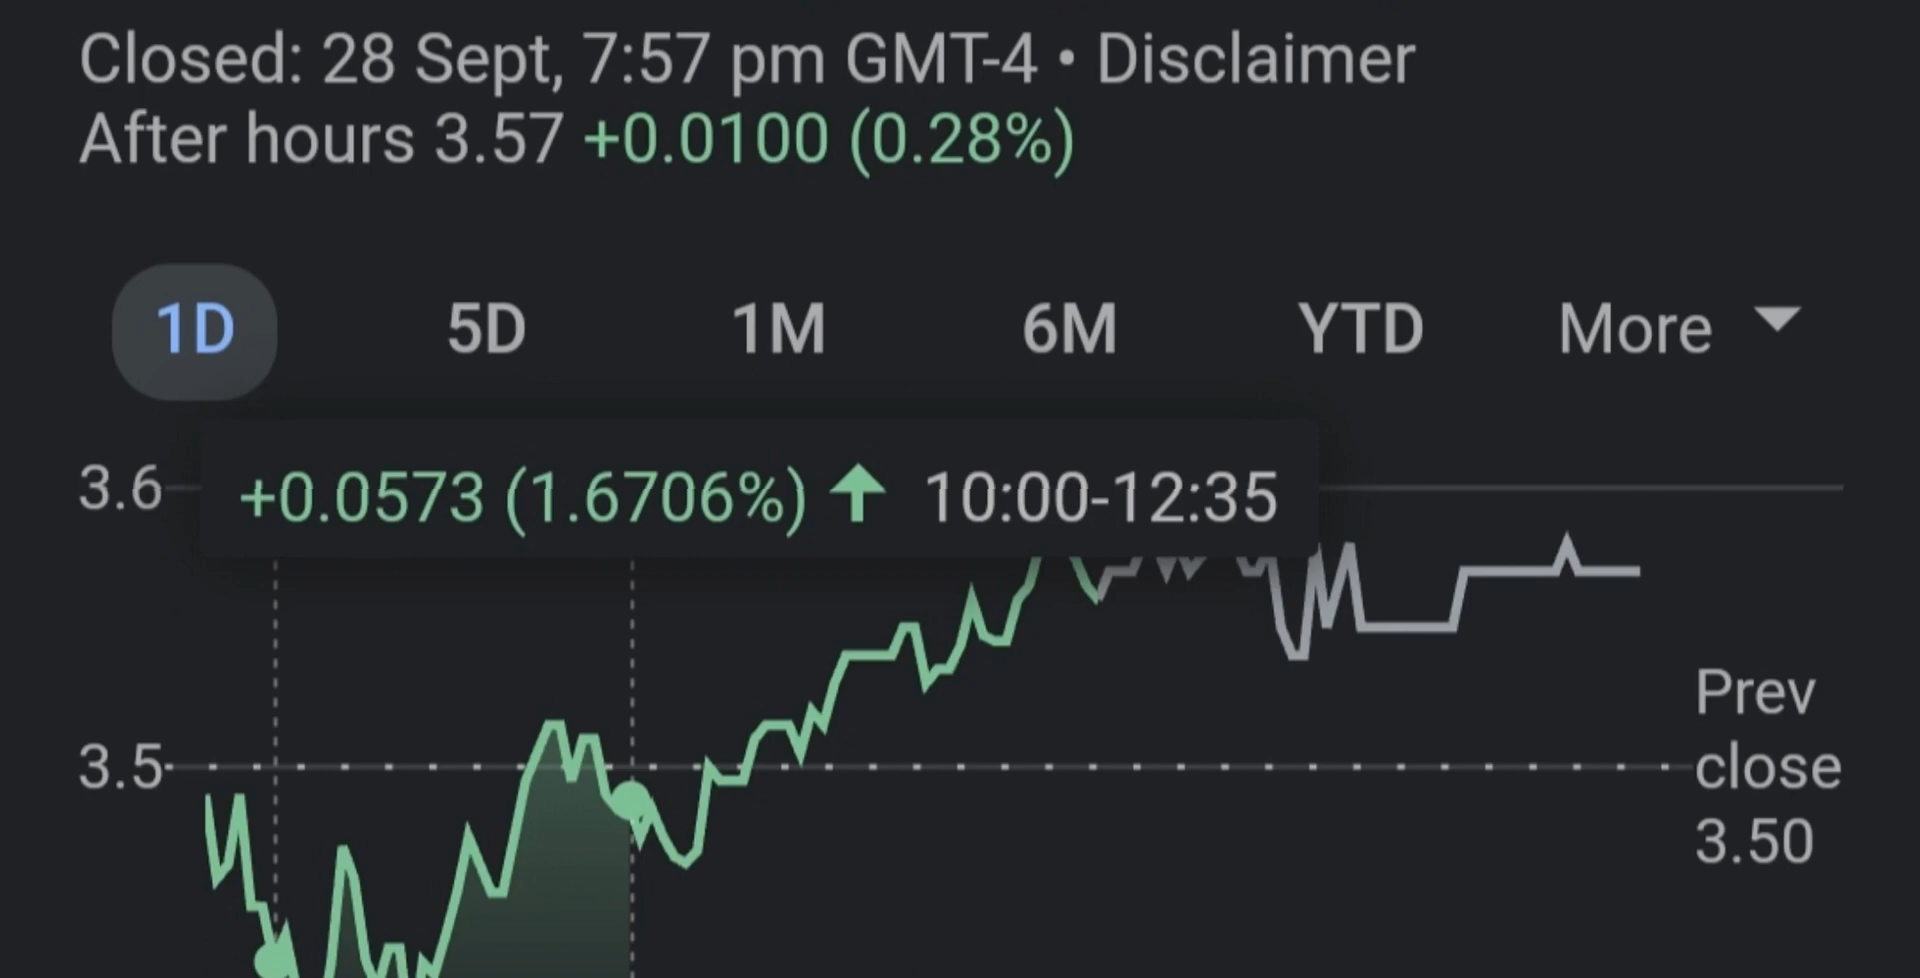 Closed: 28 Sept, 7:57 pm GMT-4 • Disclaimer
After hours 3.57 +0.0100 (0.28%)
1D 5D 1M 6M YTD More
+0.0573 (1.6706%) 10:00-12:35
3.6
3.5
Prev
close
3.50